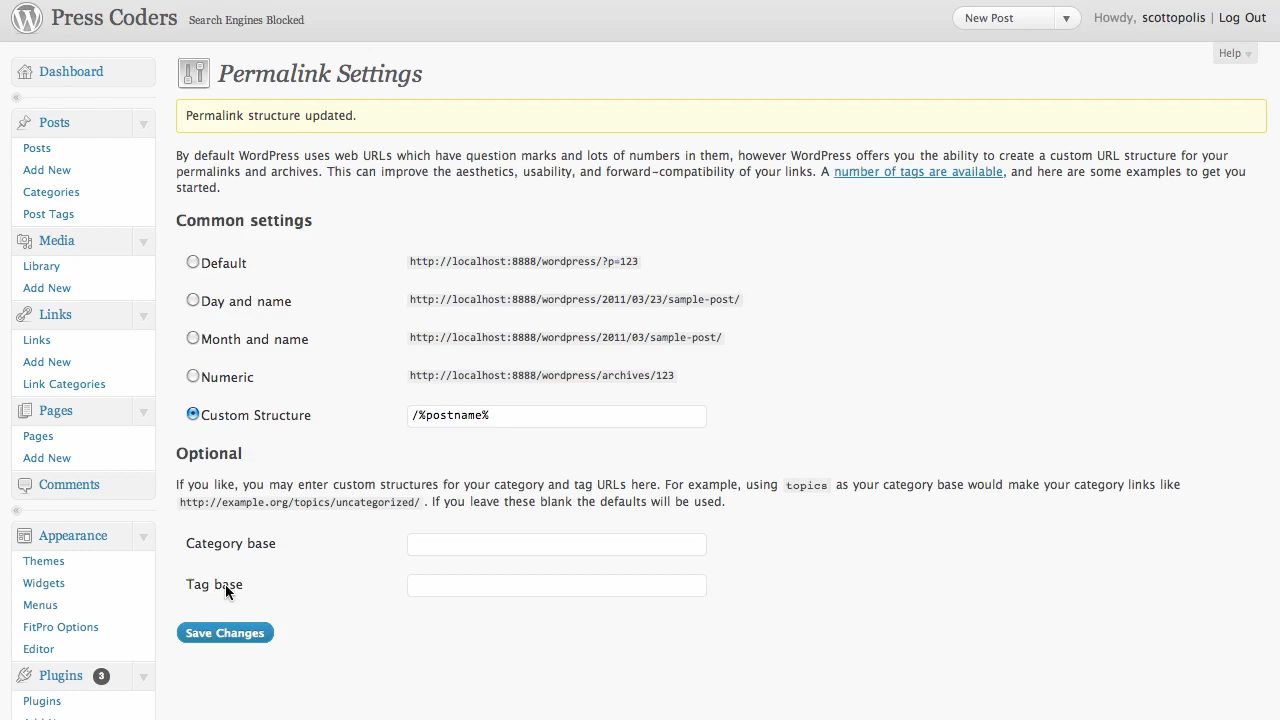 Press Coders Search Engines Blocked
New Post
Howdy, scottopolis | Log Out
Help
Dashboard
Posts
Posts
Add New
Categories
Post Tags
Media
Library
Add New
Links
Links
Add New
Link Categories
Pages
Pages
Add New
Comments
Appearance
Themes
Widgets
Menus
FitPro Options
Editor
Plugins 3
Plugins
Permalink Settings
Permalink structure updated.
By default WordPress uses web URLs which have question marks and lots of numbers in them, however WordPress offers you the ability to create a custom URL structure for your
permalinks and archives. This can improve the aesthetics, usability, and forward-compatibility of your links. A number of tags are available, and here are some examples to get you
started.
Common settings
Default http://localhost:8888/wordpress/?p=123
Day and name http://localhost:8888/wordpress/2011/03/23/sample-post/
Month and name http://localhost:8888/wordpress/2011/03/sample-post/
Numeric http://localhost:8888/wordpress/archives/123
Custom Structure /%postname%
Optional
If you like, you may enter custom structures for your category and tag URLs here. For example, using topics as your category base would make your category links like
http://example.org/topics/uncategorized/ . If you leave these blank the defaults will be used.
Category base
Tag base
Save Changes